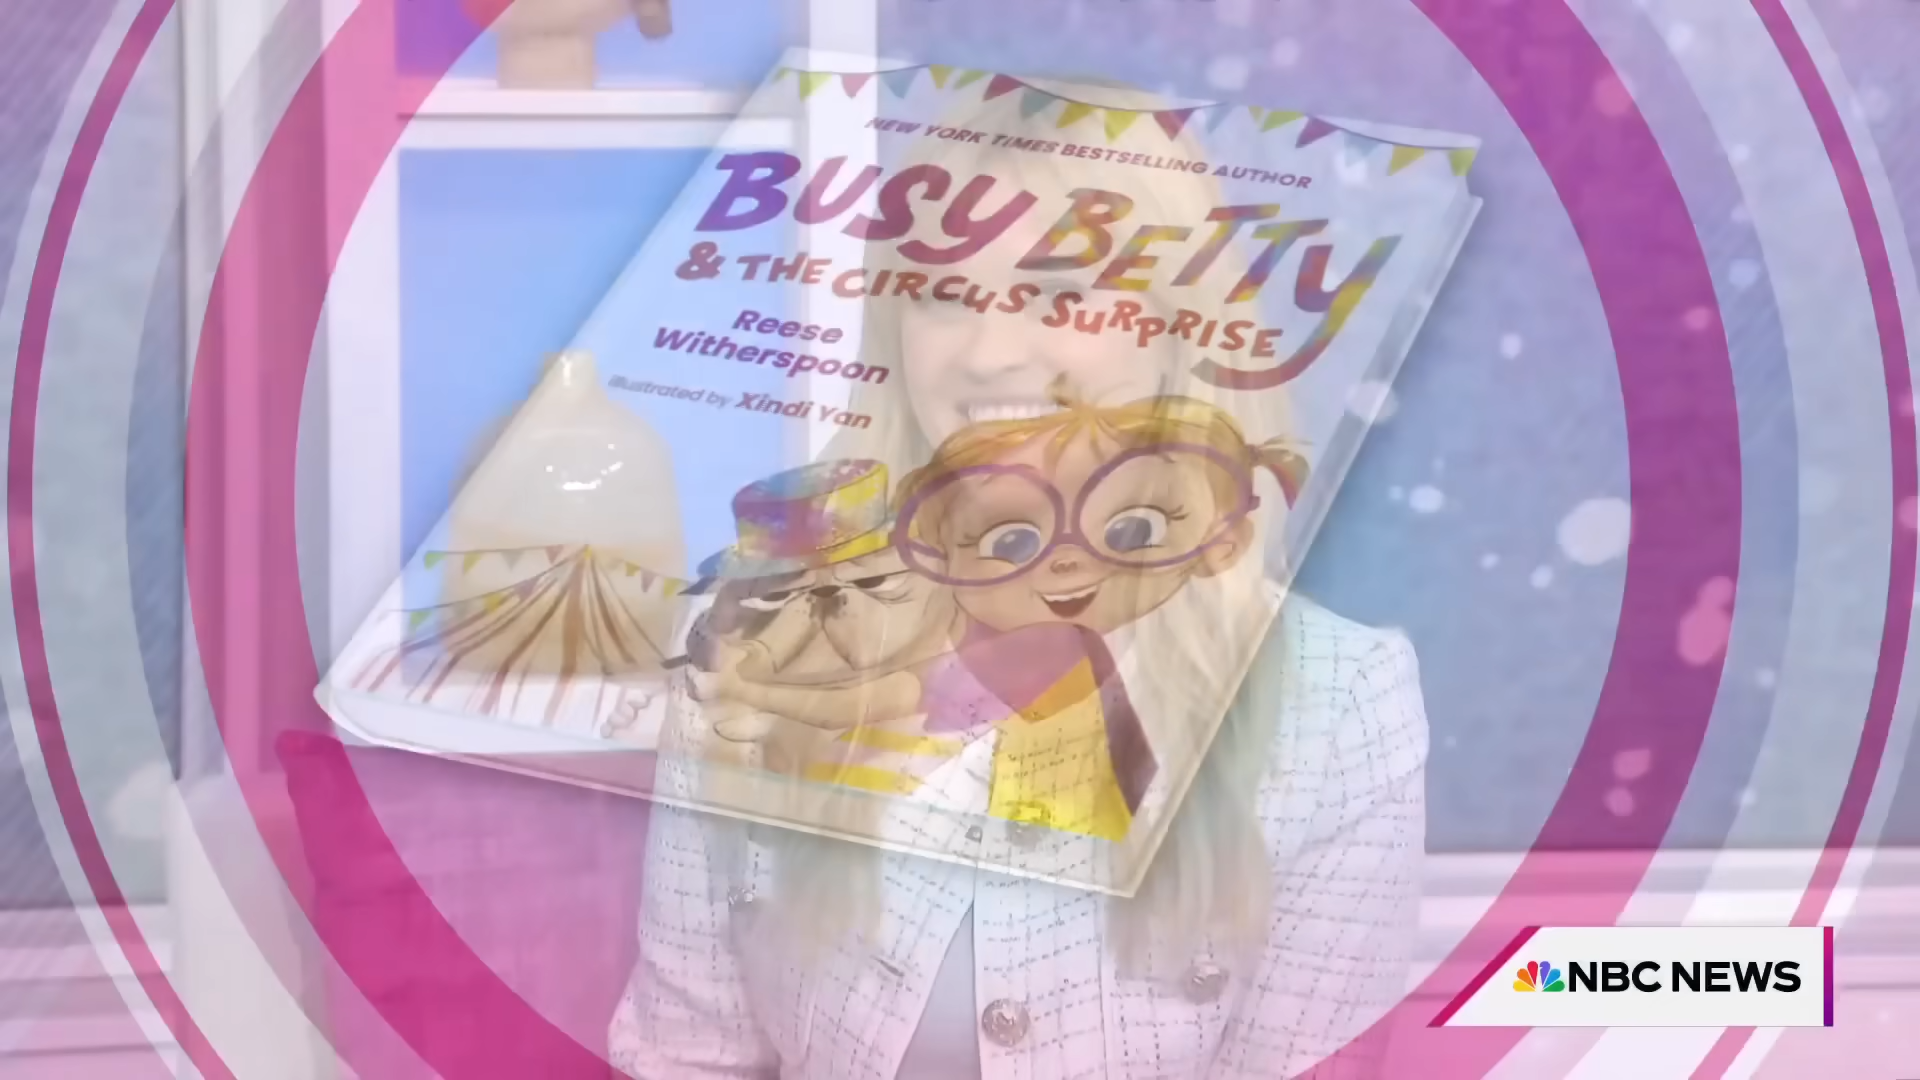 NEW YORK TIMES BESTSELLING AUTHOR
BUSY BETTY
& THE CIRCUS SURPRISE
Reese
Witherspoon
illustrated by Xindi Yan
NBC NEWS